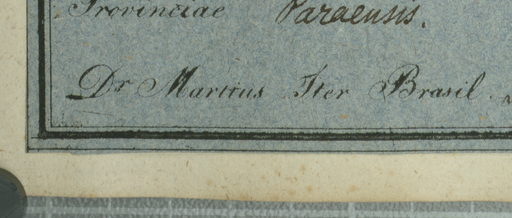 Provinciae Paraensis.
Dr Martius Iter Brasil.